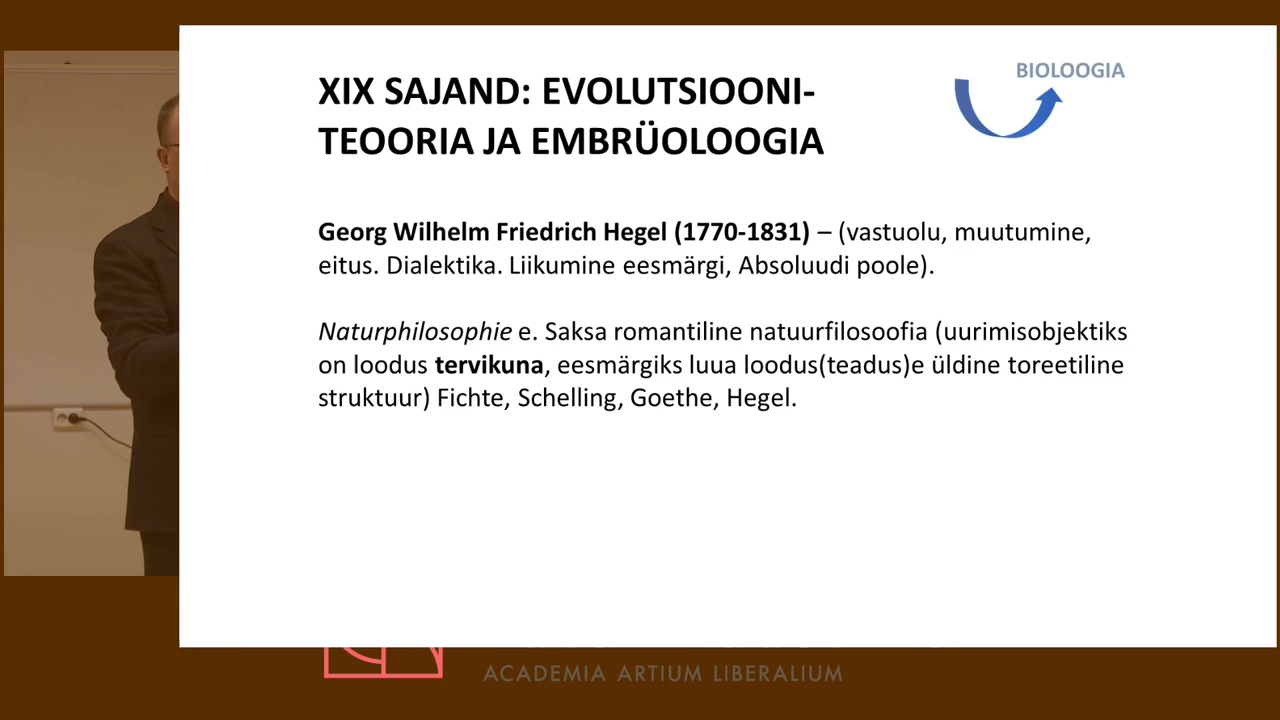 XIX SAJAND: EVOLUTSIOONI-
TEOORIA JA EMBRÜOLOOGIA
BIOLOOGIA
Georg Wilhelm Friedrich Hegel (1770-1831) – (vastuolu, muutumine,
eitus. Dialektika. Liikumine eesmärgi, Absoluudi poole).
Naturphilosophie e. Saksa romantiline natuurfilosoofia (uurimisobjektiks
on loodus tervikuna, eesmärgiks luua loodus(teadus)e üldine toreetiline
struktuur) Fichte, Schelling, Goethe, Hegel.
ACADEMIA ARTIUM LIBERALIUM